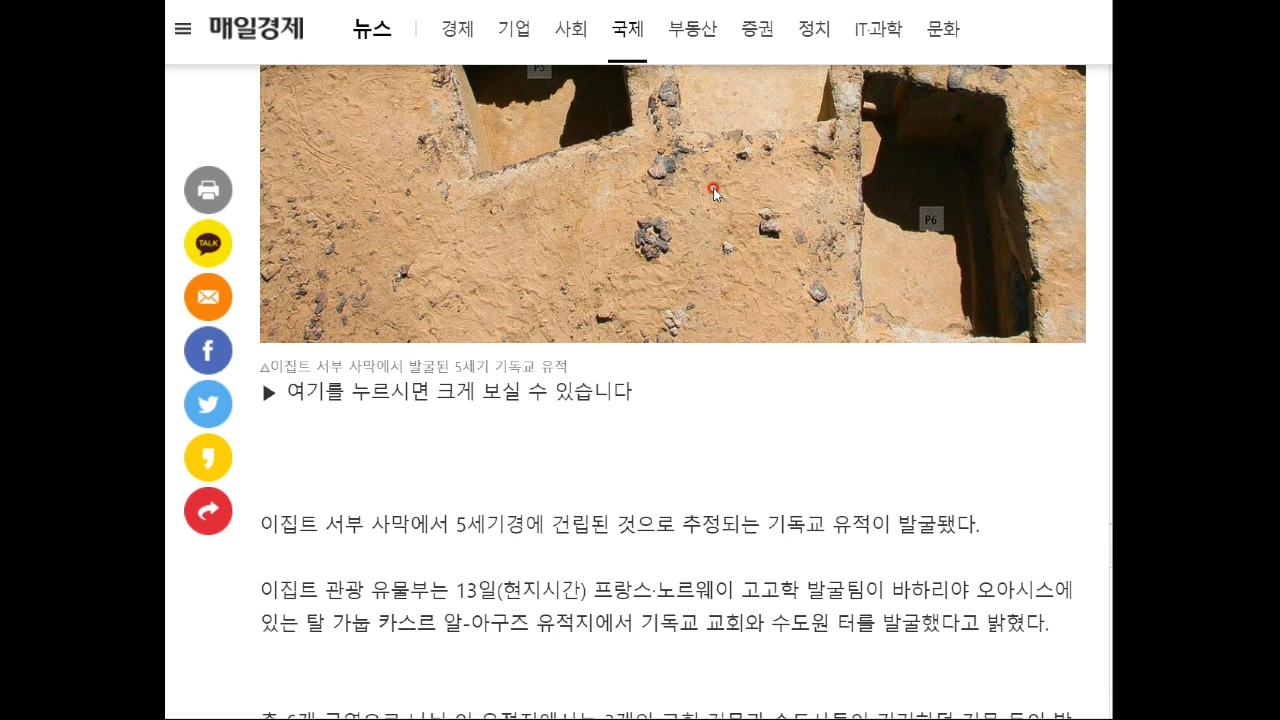 매일경제 뉴스 경제 기업 사회 국제 부동산 증권 정치 IT·과학 문화
P5
P6
TALK
△이집트 서부 사막에서 발굴된 5세기 기독교 유적
▶ 여기를 누르시면 크게 보실 수 있습니다
이집트 서부 사막에서 5세기경에 건립된 것으로 추정되는 기독교 유적이 발굴됐다.
이집트 관광 유물부는 13일(현지시간) 프랑스·노르웨이 고고학 발굴팀이 바하리야 오아시스에
있는 탈 가눕 카스르 알-아구즈 유적지에서 기독교 교회와 수도원 터를 발굴했다고 밝혔다.